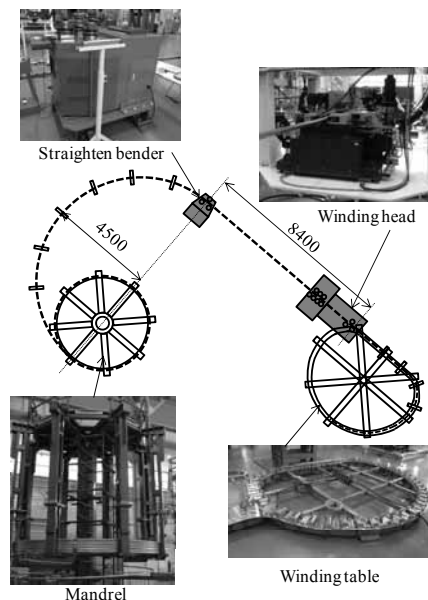 Straighten bender
Winding head
4500
8400
Mandrel
Winding table